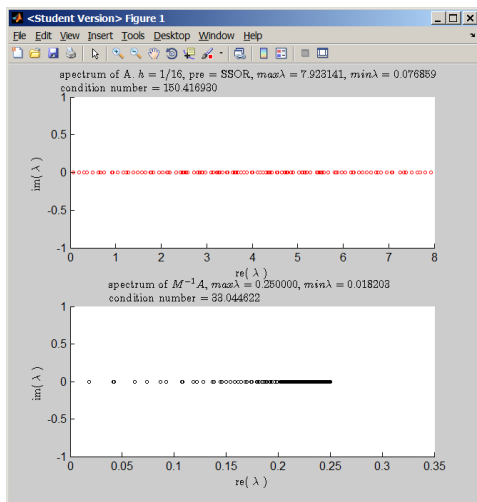 <Student Version> Figure 1
File Edit View Insert Tools Desktop Window Help
spectrum of A. h = 1/16, pre = SSOR, maxλ = 7.923141, minλ = 0.076859
condition number = 150.416930
1
0.5
0
-0.5
-1
im( λ )
0 1 2 3 4 5 6 7 8
re( λ )
spectrum of M⁻¹A, maxλ = 0.250000, minλ = 0.018203
condition number = 33.044622
1
0.5
0
-0.5
-1
im( λ )
0 0.05 0.1 0.15 0.2 0.25 0.3 0.35
re( λ )